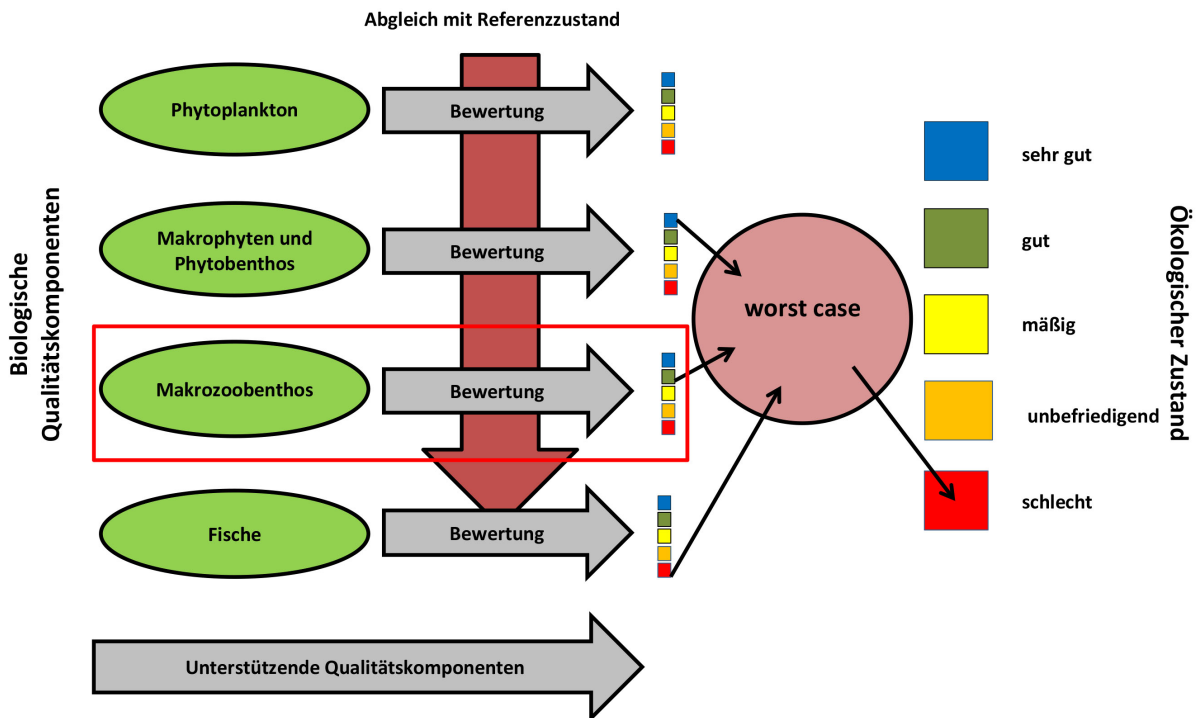 Abgleich mit Referenzzustand
Biologische
Qualitätskomponenten
Phytoplankton
Bewertung
Makrophyten und
Phytobenthos
Bewertung
Makrozoobenthos
Bewertung
Fische
Bewertung
Unterstützende Qualitätskomponenten
worst case
sehr gut
gut
mäßig
unbefriedigend
schlecht
Ökologischer Zustand